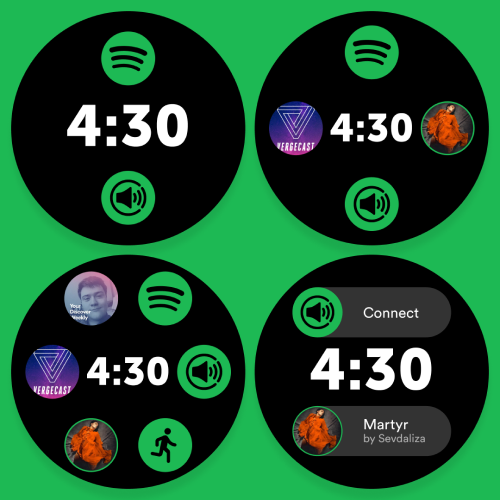 4:30
VERGECAST
4:30
Your
Discover
Weekly
VERGECAST
4:30
Connect
4:30
Martyr
by Sevdaliza